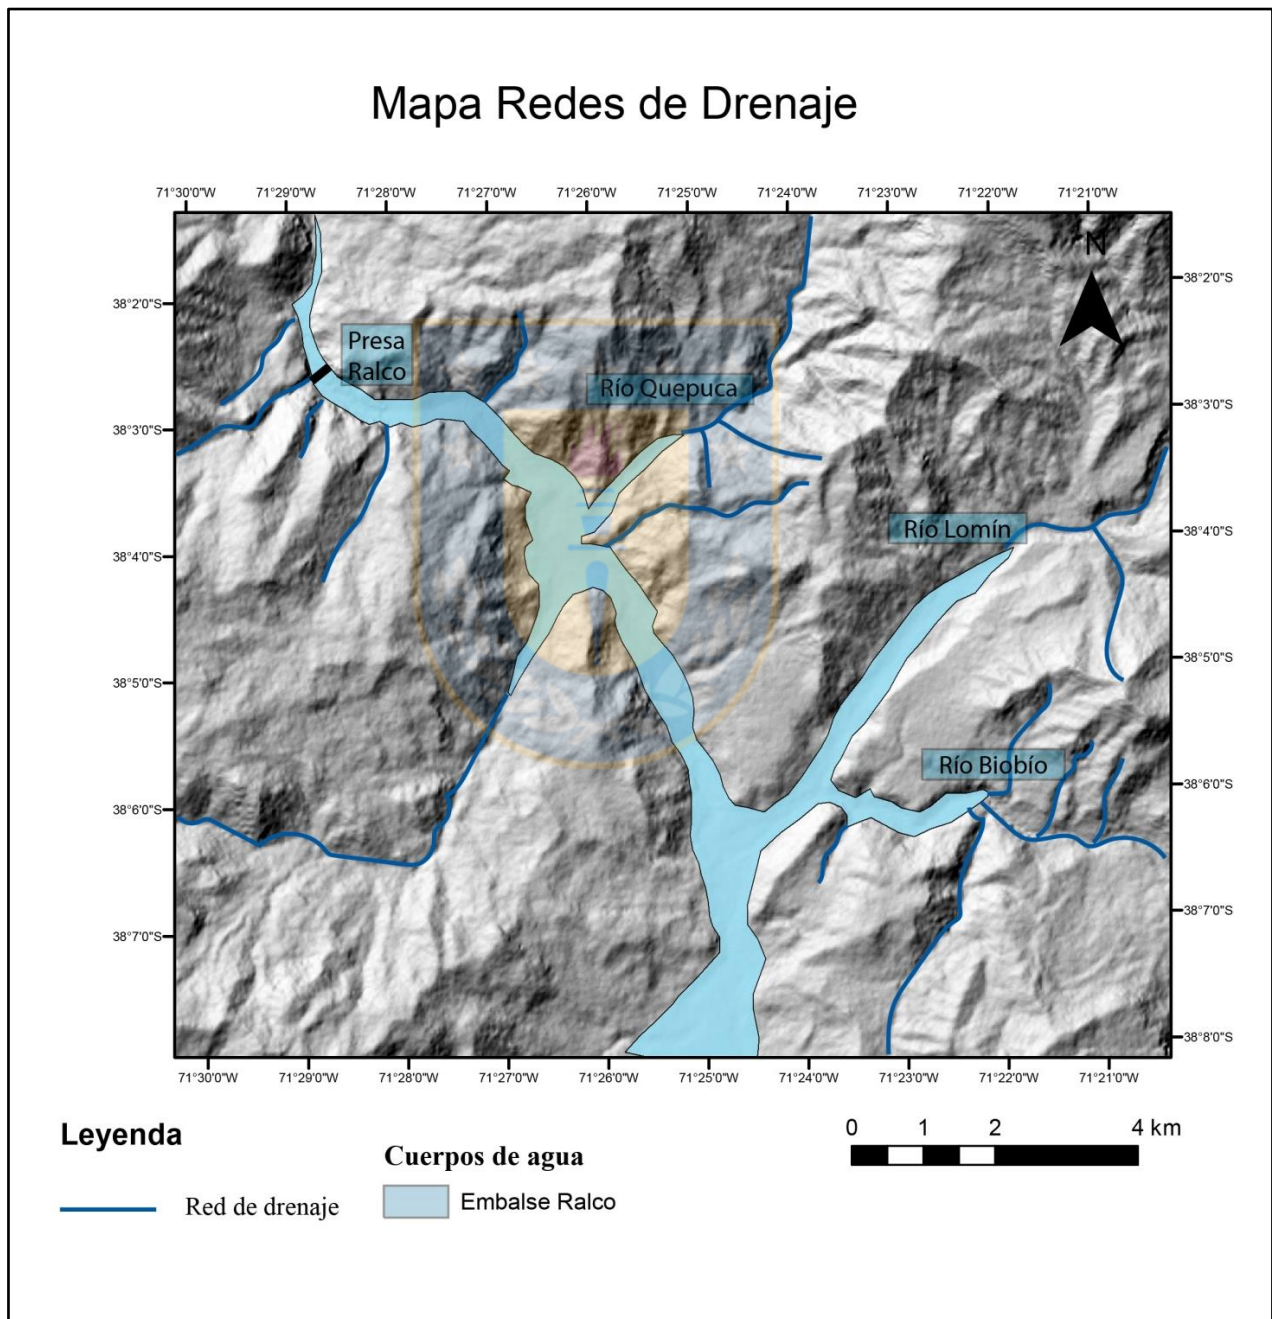 Mapa Redes de Drenaje
71°30'0"W 71°29'0"W 71°28'0"W 71°27'0"W 71°26'0"W 71°25'0"W 71°24'0"W 71°23'0"W 71°22'0"W 71°21'0"W
N
38°2'0"S 38°2'0"S
Presa
Ralco
Río Quepuca
38°3'0"S 38°3'0"S
Río Lomín
38°4'0"S 38°4'0"S
38°5'0"S 38°5'0"S
Río Biobío
38°6'0"S 38°6'0"S
38°7'0"S 38°7'0"S
38°8'0"S
71°30'0"W 71°29'0"W 71°28'0"W 71°27'0"W 71°26'0"W 71°25'0"W 71°24'0"W 71°23'0"W 71°22'0"W 71°21'0"W
0 1 2 4 km
Leyenda
Cuerpos de agua
Red de drenaje
Embalse Ralco